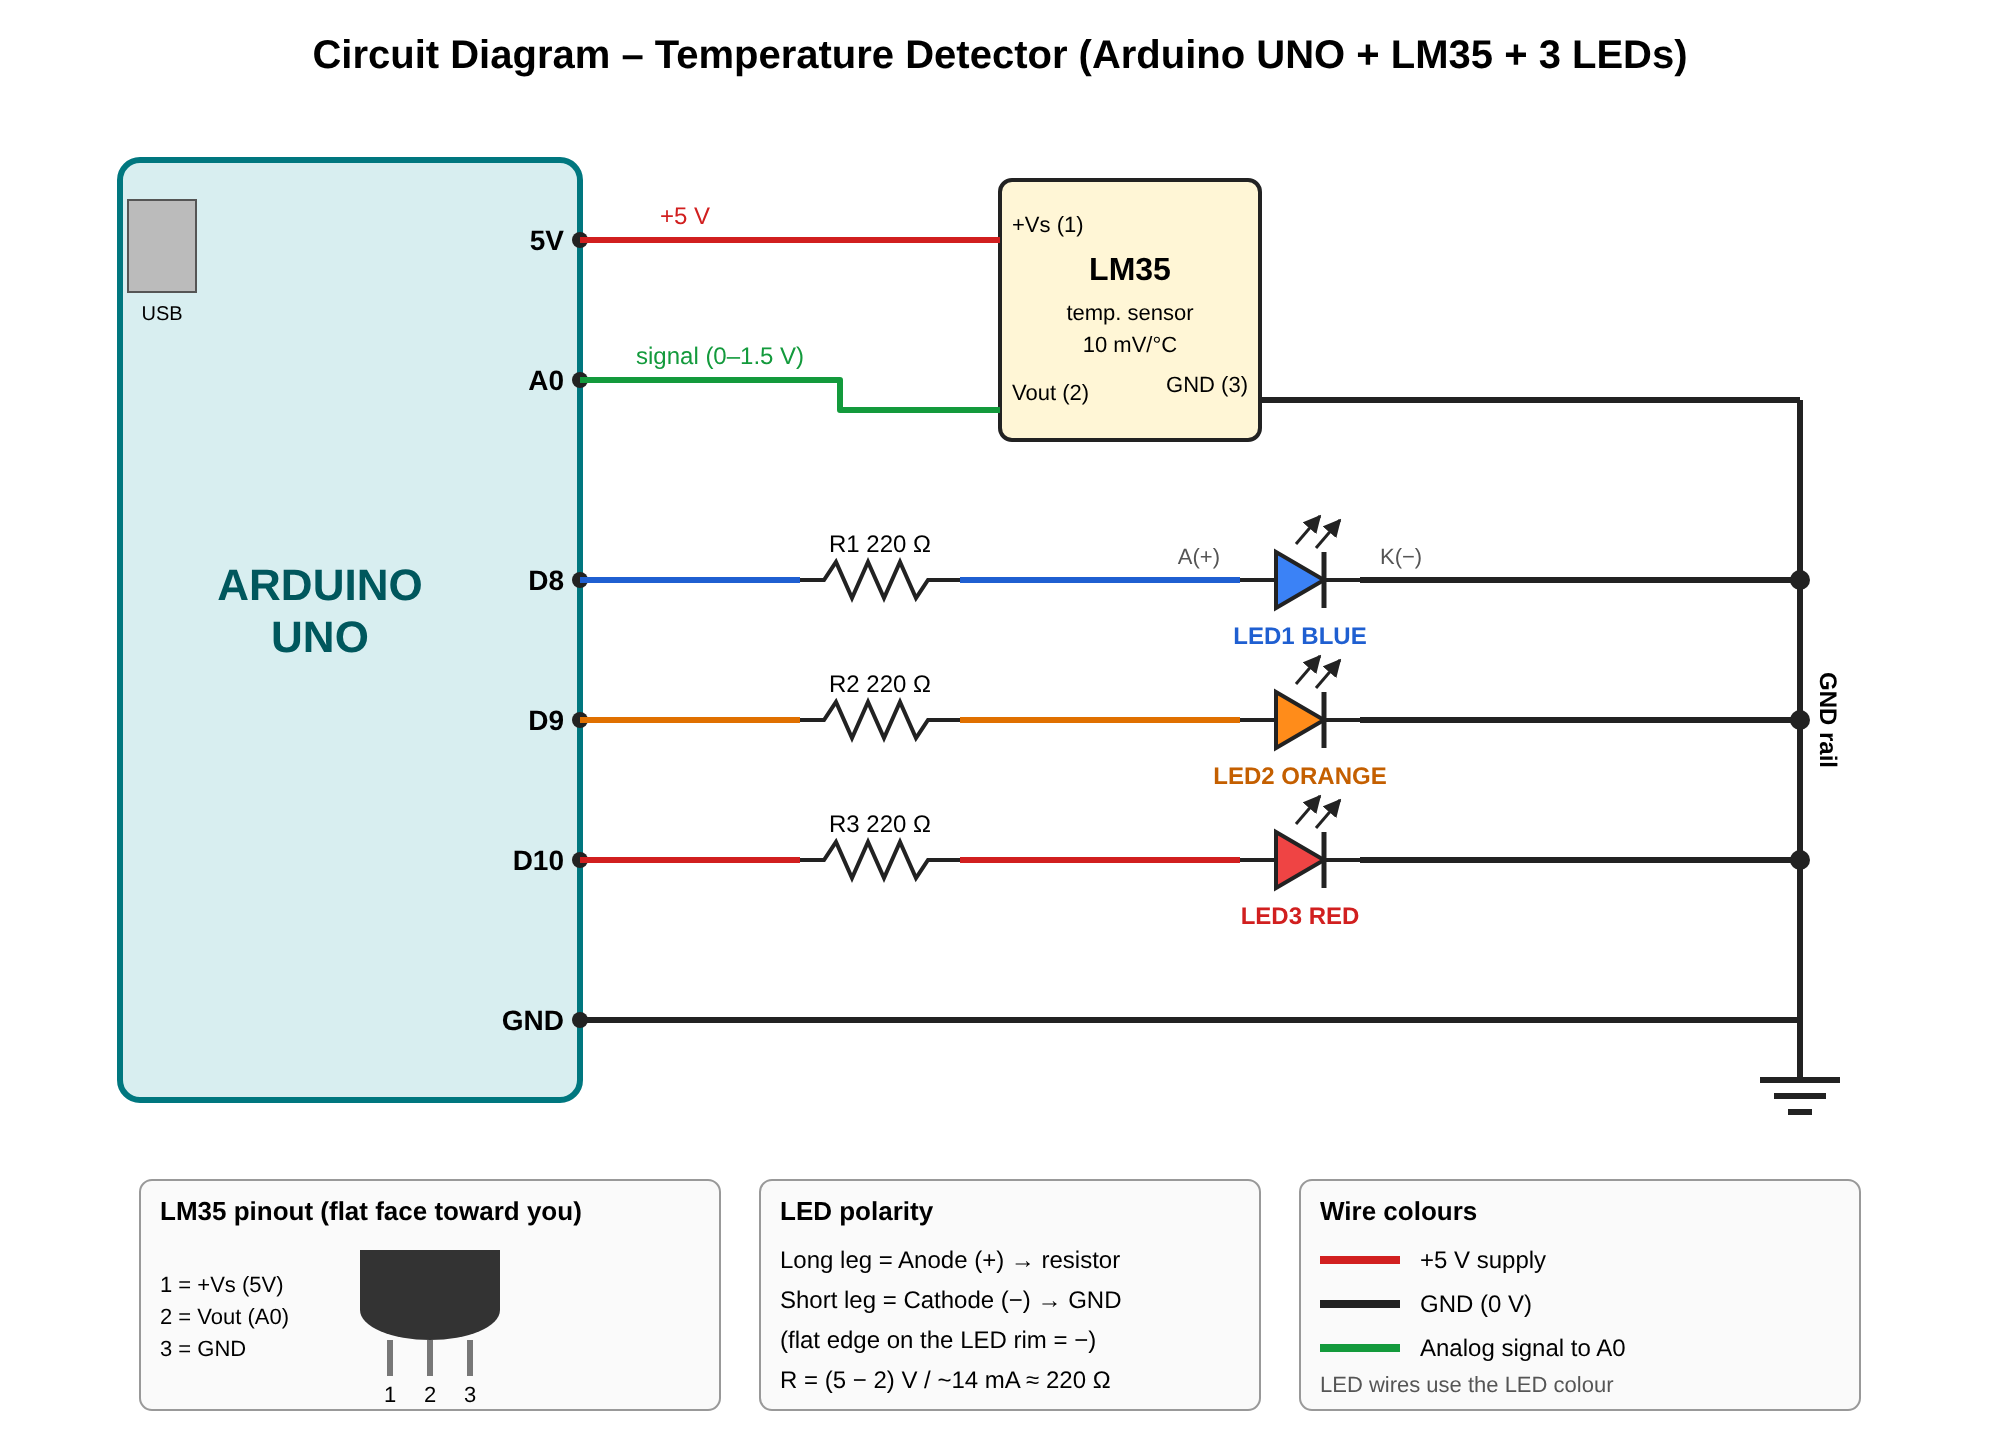 Circuit Diagram – Temperature Detector (Arduino UNO + LM35 + 3 LEDs)
USB
ARDUINO
UNO
5V
A0
D8
D9
D10
GND
+5 V
signal (0–1.5 V)
+Vs (1)
LM35
temp. sensor
10 mV/°C
Vout (2)
GND (3)
R1 220 Ω
A(+)
K(−)
LED1 BLUE
R2 220 Ω
LED2 ORANGE
R3 220 Ω
LED3 RED
GND rail
LM35 pinout (flat face toward you)
1 = +Vs (5V)
2 = Vout (A0)
3 = GND
1 2 3
LED polarity
Long leg = Anode (+) → resistor
Short leg = Cathode (−) → GND
(flat edge on the LED rim = −)
R = (5 − 2) V / ~14 mA ≈ 220 Ω
Wire colours
+5 V supply
GND (0 V)
Analog signal to A0
LED wires use the LED colour